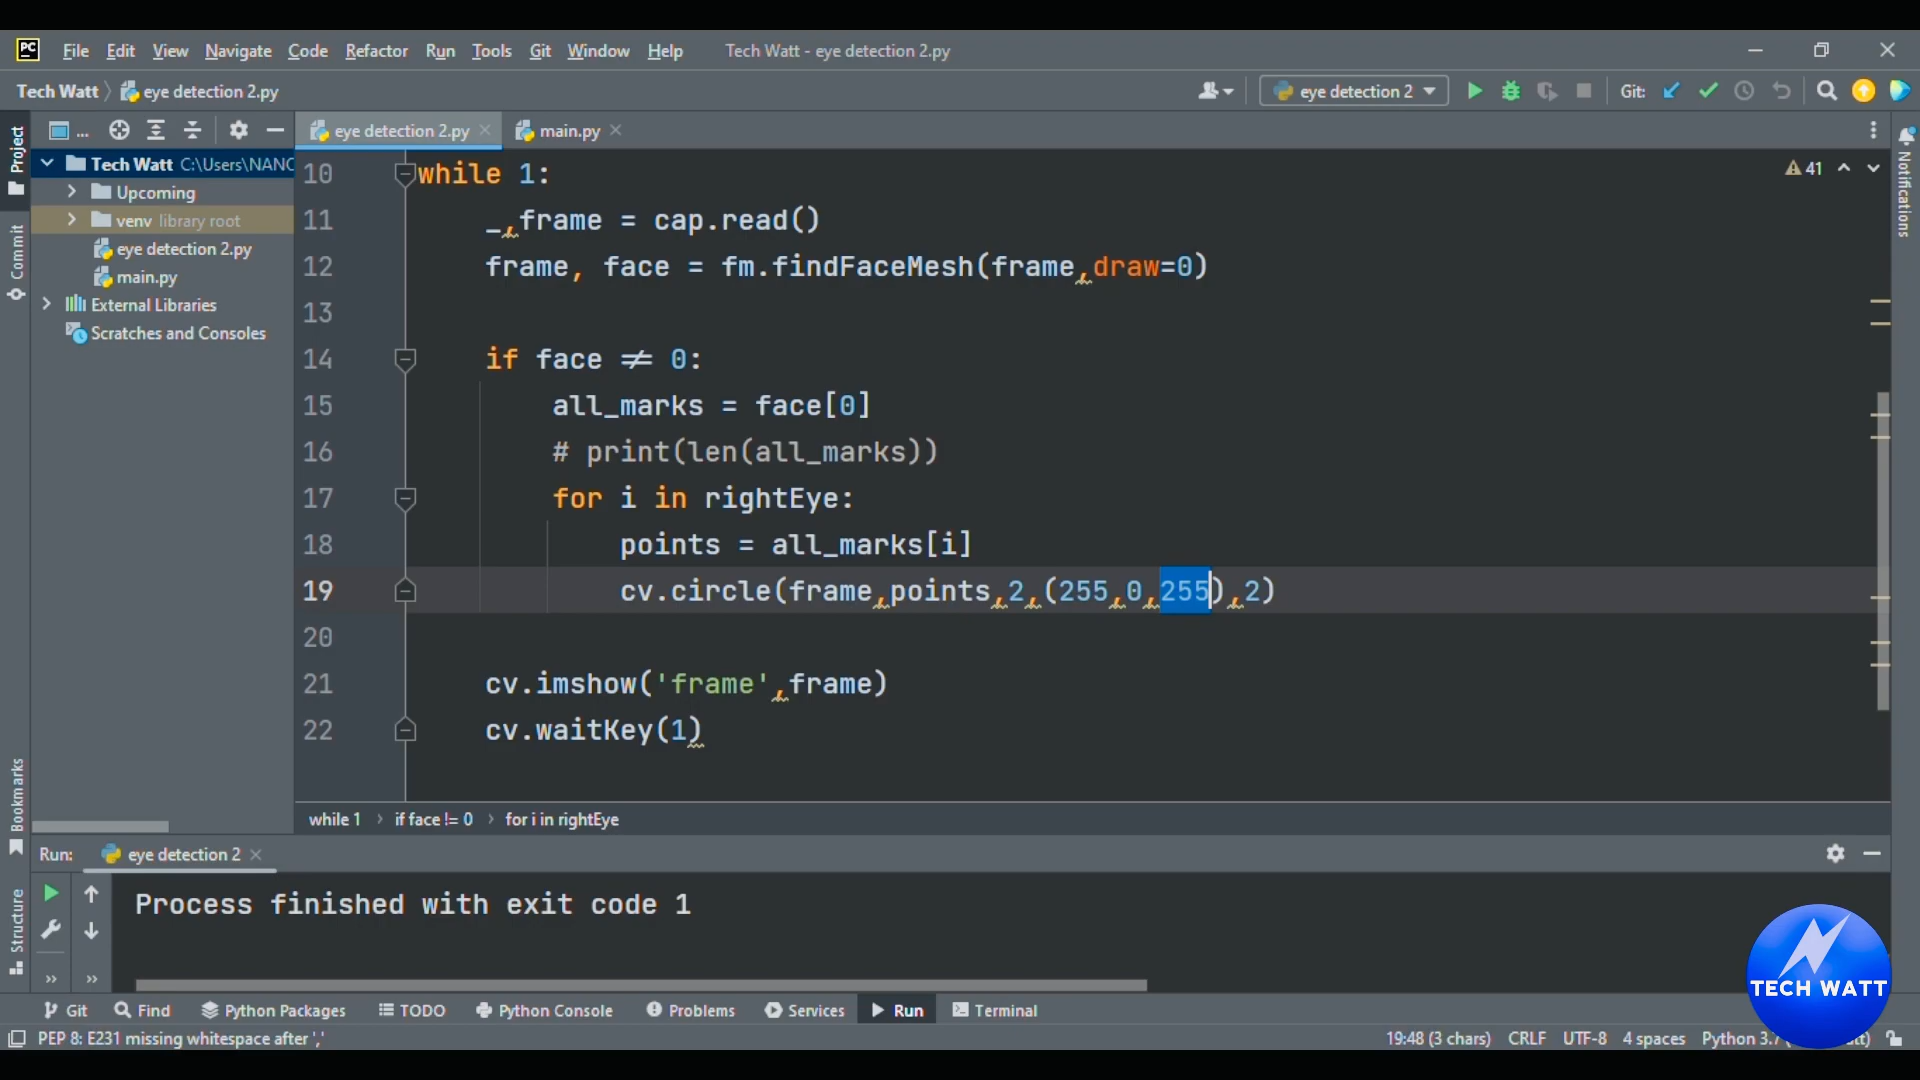 PC File Edit View Navigate Code Refactor Run Tools Git Window Help Tech Watt - eye detection 2.py
Tech Watt eye detection 2.py eye detection 2 Git:
Project ... eye detection 2.py main.py
Tech Watt C:\Users\NANC
Upcoming
venv library root
eye detection 2.py
main.py
External Libraries
Scratches and Consoles
Commit
Bookmarks
Structure
Notifications
41
10 while 1:
11 _,frame = cap.read()
12 frame, face = fm.findFaceMesh(frame,draw=0)
13
14 if face ≠ 0:
15 all_marks = face[0]
16 # print(len(all_marks))
17 for i in rightEye:
18 points = all_marks[i]
19 cv.circle(frame,points,2,(255,0,255),2)
20
21 cv.imshow('frame',frame)
22 cv.waitKey(1)
while 1 › if face != 0 › for i in rightEye
Run: eye detection 2
Process finished with exit code 1
TECH WATT
Git Find Python Packages TODO Python Console Problems Services Run Terminal
PEP 8: E231 missing whitespace after ',' 19:48 (3 chars) CRLF UTF-8 4 spaces Python 3.7